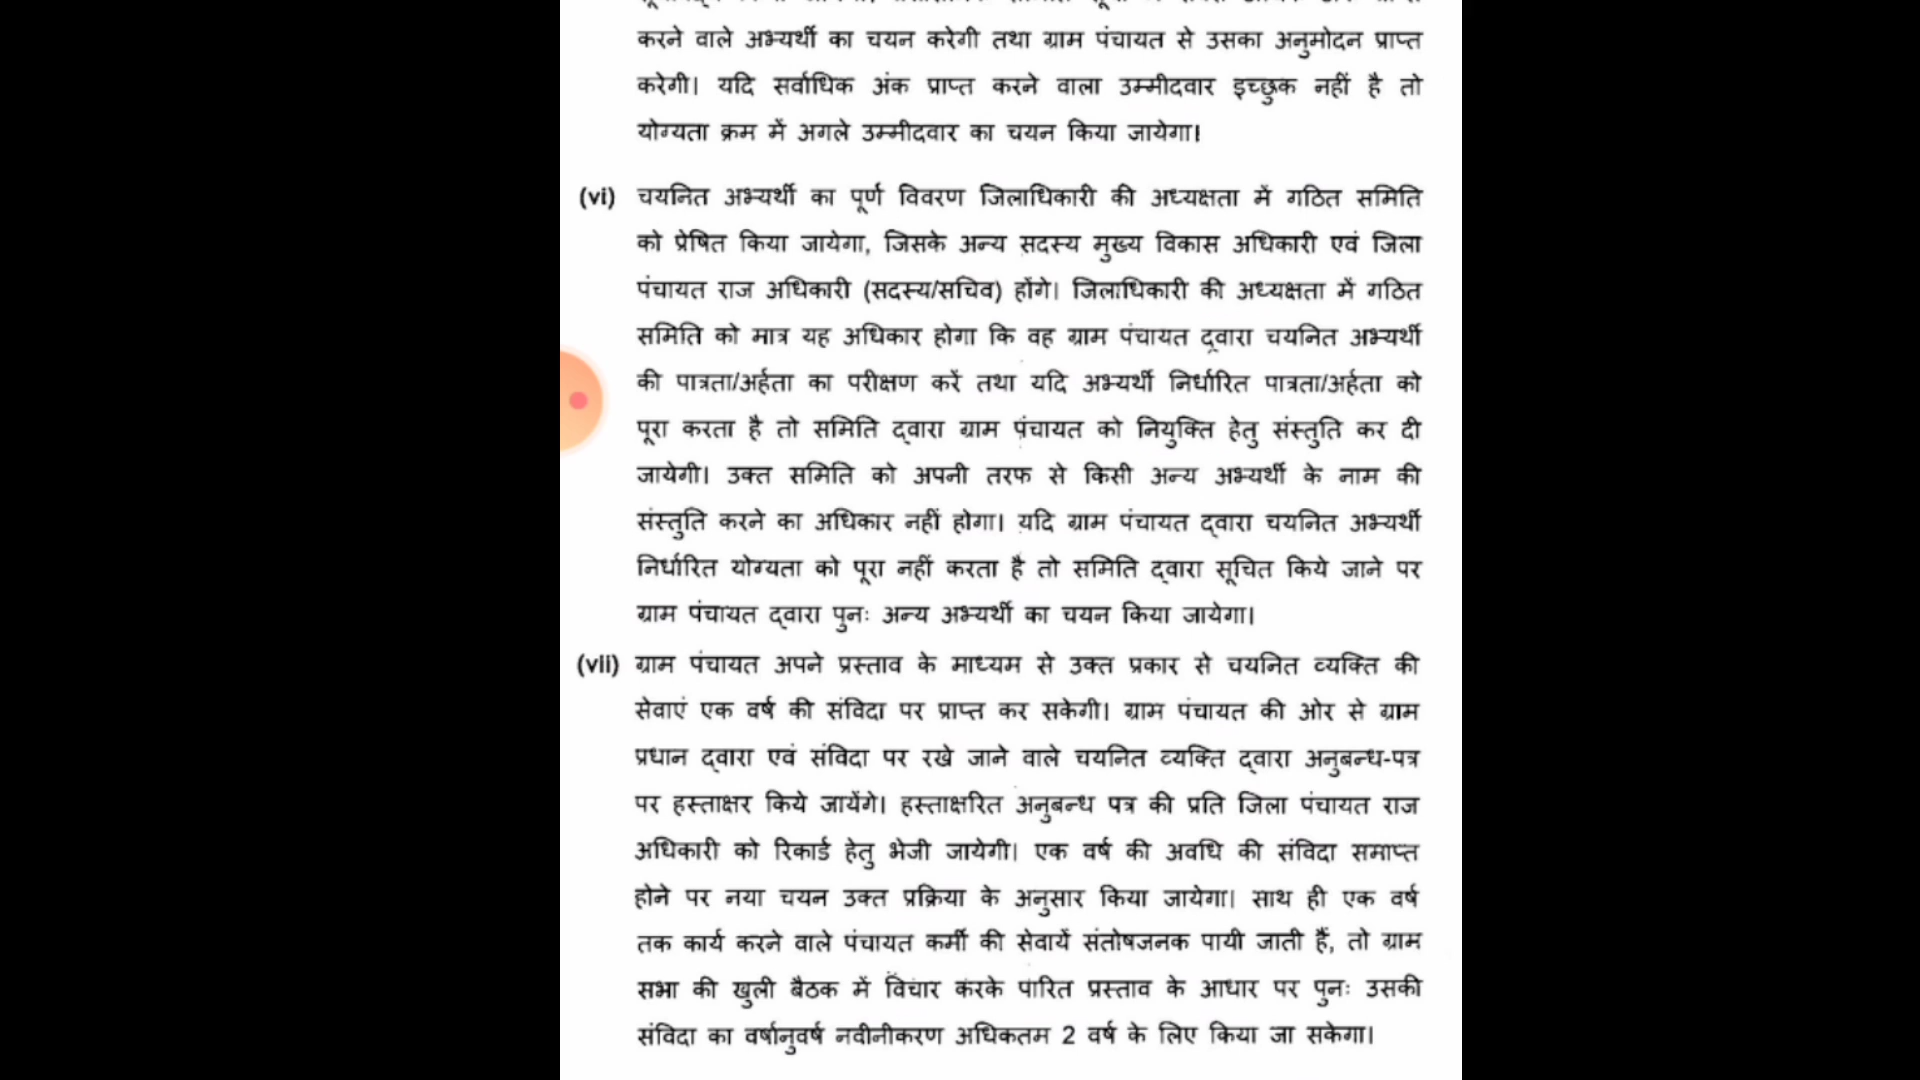 करने वाले अभ्यर्थी का चयन करेगी तथा ग्राम पंचायत से उसका अनुमोदन प्राप्त
करेगी। यदि सर्वाधिक अंक प्राप्त करने वाला उम्मीदवार इच्छुक नहीं है तो
योग्यता क्रम में अगले उम्मीदवार का चयन किया जायेगा।
(vi) चयनित अभ्यर्थी का पूर्ण विवरण जिलाधिकारी की अध्यक्षता में गठित समिति
को प्रेषित किया जायेगा, जिसके अन्य सदस्य मुख्य विकास अधिकारी एवं जिला
पंचायत राज अधिकारी (सदस्य/सचिव) होंगे। जिलाधिकारी की अध्यक्षता में गठित
समिति को मात्र यह अधिकार होगा कि वह ग्राम पंचायत द्वारा चयनित अभ्यर्थी
की पात्रता/अर्हता का परीक्षण करें तथा यदि अभ्यर्थी निर्धारित पात्रता/अर्हता को
पूरा करता है तो समिति द्वारा ग्राम पंचायत को नियुक्ति हेतु संस्तुति कर दी
जायेगी। उक्त समिति को अपनी तरफ से किसी अन्य अभ्यर्थी के नाम की
संस्तुति करने का अधिकार नहीं होगा। यदि ग्राम पंचायत द्वारा चयनित अभ्यर्थी
निर्धारित योग्यता को पूरा नहीं करता है तो समिति द्वारा सूचित किये जाने पर
ग्राम पंचायत द्वारा पुनः अन्य अभ्यर्थी का चयन किया जायेगा।
(vii) ग्राम पंचायत अपने प्रस्ताव के माध्यम से उक्त प्रकार से चयनित व्यक्ति की
सेवाएं एक वर्ष की संविदा पर प्राप्त कर सकेगी। ग्राम पंचायत की ओर से ग्राम
प्रधान द्वारा एवं संविदा पर रखे जाने वाले चयनित व्यक्ति द्वारा अनुबन्ध-पत्र
पर हस्ताक्षर किये जायेंगे। हस्ताक्षरित अनुबन्ध पत्र की प्रति जिला पंचायत राज
अधिकारी को रिकार्ड हेतु भेजी जायेगी। एक वर्ष की अवधि की संविदा समाप्त
होने पर नया चयन उक्त प्रक्रिया के अनुसार किया जायेगा। साथ ही एक वर्ष
तक कार्य करने वाले पंचायत कर्मी की सेवायें संतोषजनक पायी जाती हैं, तो ग्राम
सभा की खुली बैठक में विचार करके पारित प्रस्ताव के आधार पर पुनः उसकी
संविदा का वर्षानुवर्ष नवीनीकरण अधिकतम 2 वर्ष के लिए किया जा सकेगा।